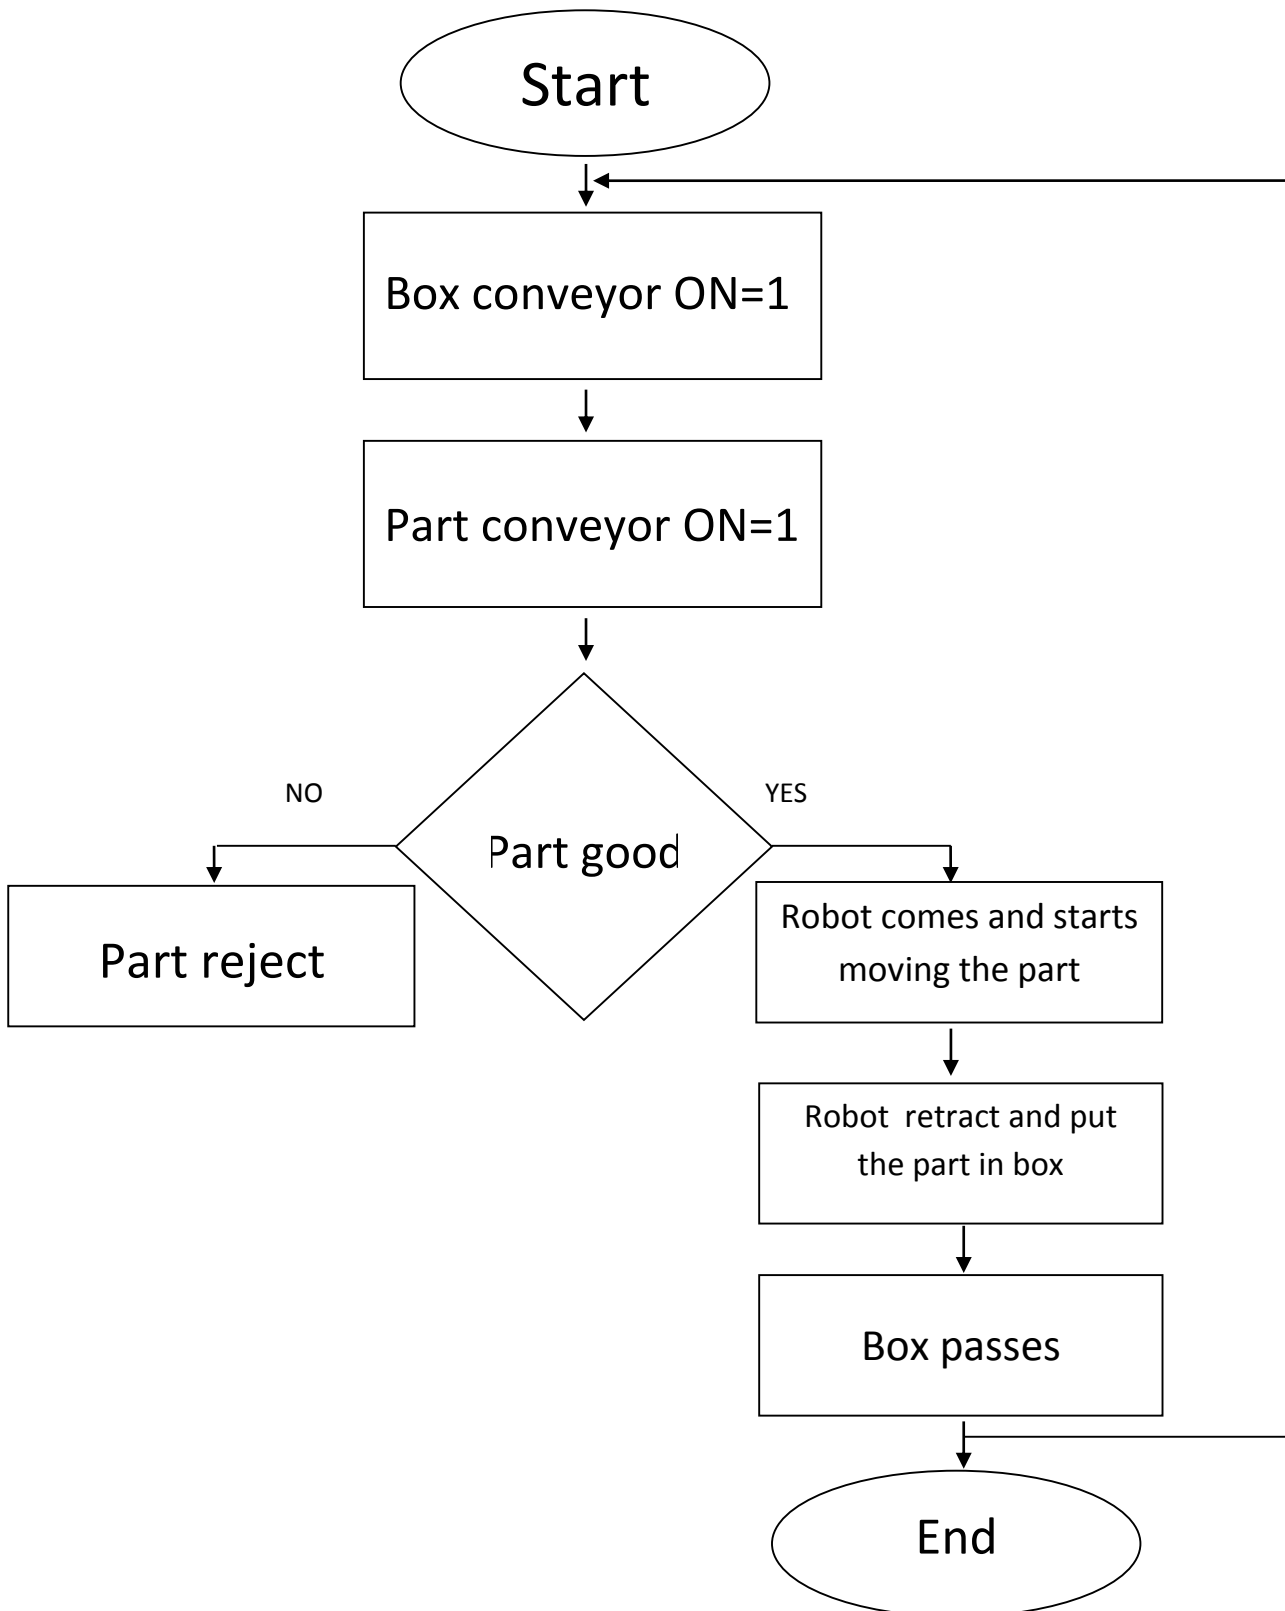 Start
Box conveyor ON=1
Part conveyor ON=1
NO
YES
Part good
Part reject
Robot comes and starts
moving the part
Robot  retract and put
the part in box
Box passes
End